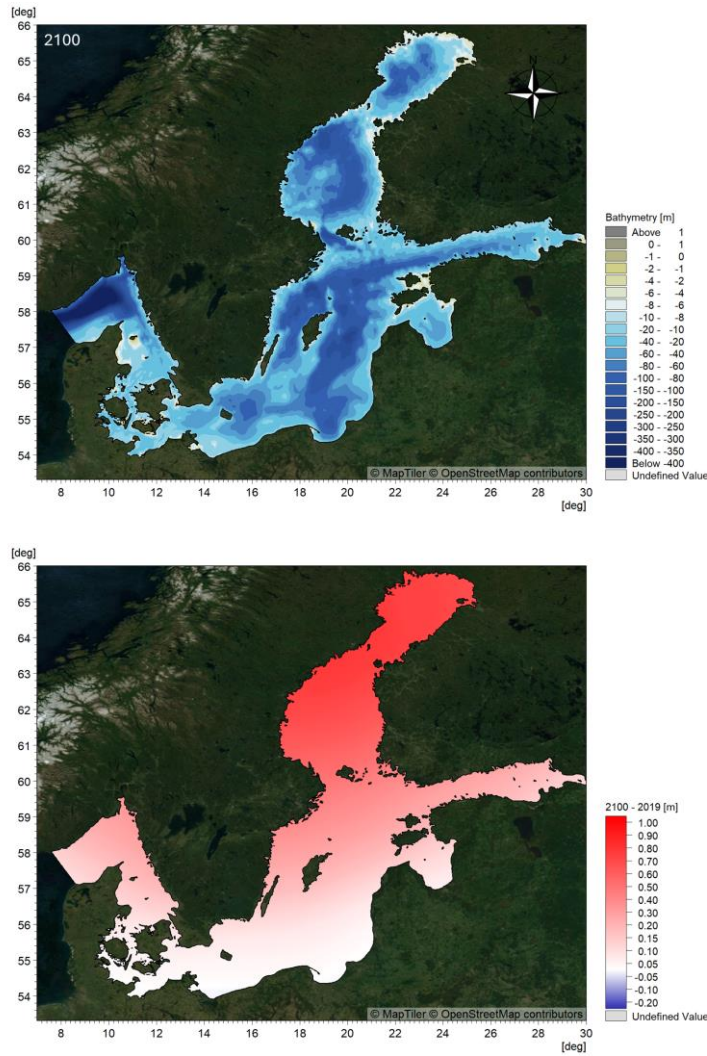 [deg]
66
2100
N
65
64
63
62
61
60
59
58
57
56
55
54
© MapTiler © OpenStreetMap contributors
8 10 12 14 16 18 20 22 24 26 28 30
[deg]
Bathymetry [m]
Above 1
0 - 1
-1 - 0
-2 - -1
-4 - -2
-6 - -4
-8 - -6
-10 - -8
-20 - -10
-40 - -20
-60 - -40
-80 - -60
-100 - -80
-150 - -100
-200 - -150
-250 - -200
-300 - -250
-350 - -300
-400 - -350
Below -400
Undefined Value
[deg]
66
65
64
63
62
61
60
59
58
57
56
55
54
© MapTiler © OpenStreetMap contributors
8 10 12 14 16 18 20 22 24 26 28 30
[deg]
2100 - 2019 [m]
1.00
0.90
0.80
0.70
0.60
0.50
0.40
0.30
0.20
0.15
0.10
0.05
-0.05
-0.10
-0.20
Undefined Value